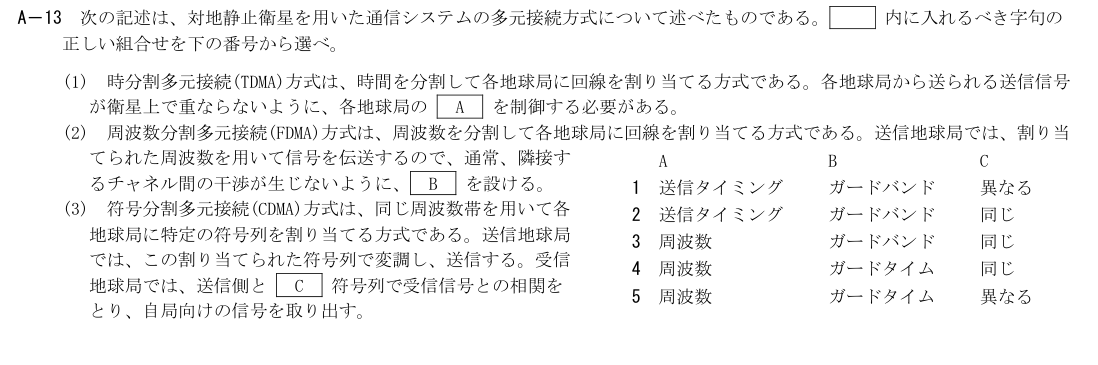 A－13 次の記述は、対地静止衛星を用いた通信システムの多元接続方式について述べたものである。 内に入れるべき字句の
正しい組合せを下の番号から選べ。
(1) 時分割多元接続(TDMA)方式は、時間を分割して各地球局に回線を割り当てる方式である。各地球局から送られる送信信号
が衛星上で重ならないように、各地球局の A を制御する必要がある。
(2) 周波数分割多元接続(FDMA)方式は、周波数を分割して各地球局に回線を割り当てる方式である。送信地球局では、割り当
てられた周波数を用いて信号を伝送するので、通常、隣接す
るチャネル間の干渉が生じないように、 B を設ける。
(3) 符号分割多元接続(CDMA)方式は、同じ周波数帯を用いて各
地球局に特定の符号列を割り当てる方式である。送信地球局
では、この割り当てられた符号列で変調し、送信する。受信
地球局では、送信側と C 符号列で受信信号との相関を
とり、自局向けの信号を取り出す。
A B C
1 送信タイミング ガードバンド 異なる
2 送信タイミング ガードバンド 同じ
3 周波数 ガードバンド 同じ
4 周波数 ガードタイム 同じ
5 周波数 ガードタイム 異なる